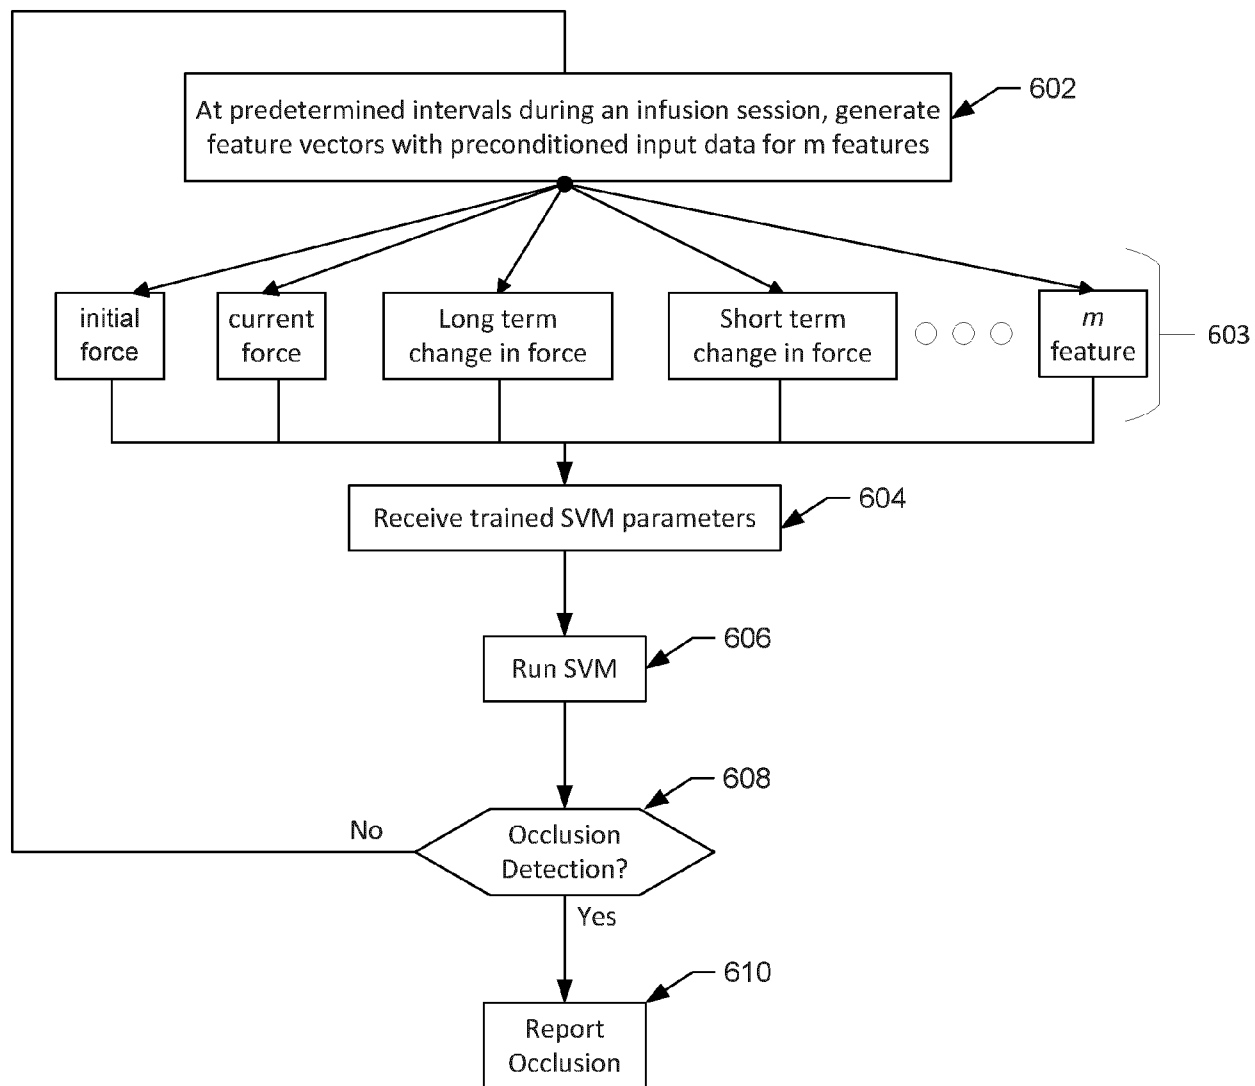 At predetermined intervals during an infusion session, generate
feature vectors with preconditioned input data for m features
602
initial
force
current
force
Long term
change in force
Short term
change in force
m
feature
603
Receive trained SVM parameters
604
Run SVM
606
608
No
Occlusion
Detection?
Yes
610
Report
Occlusion